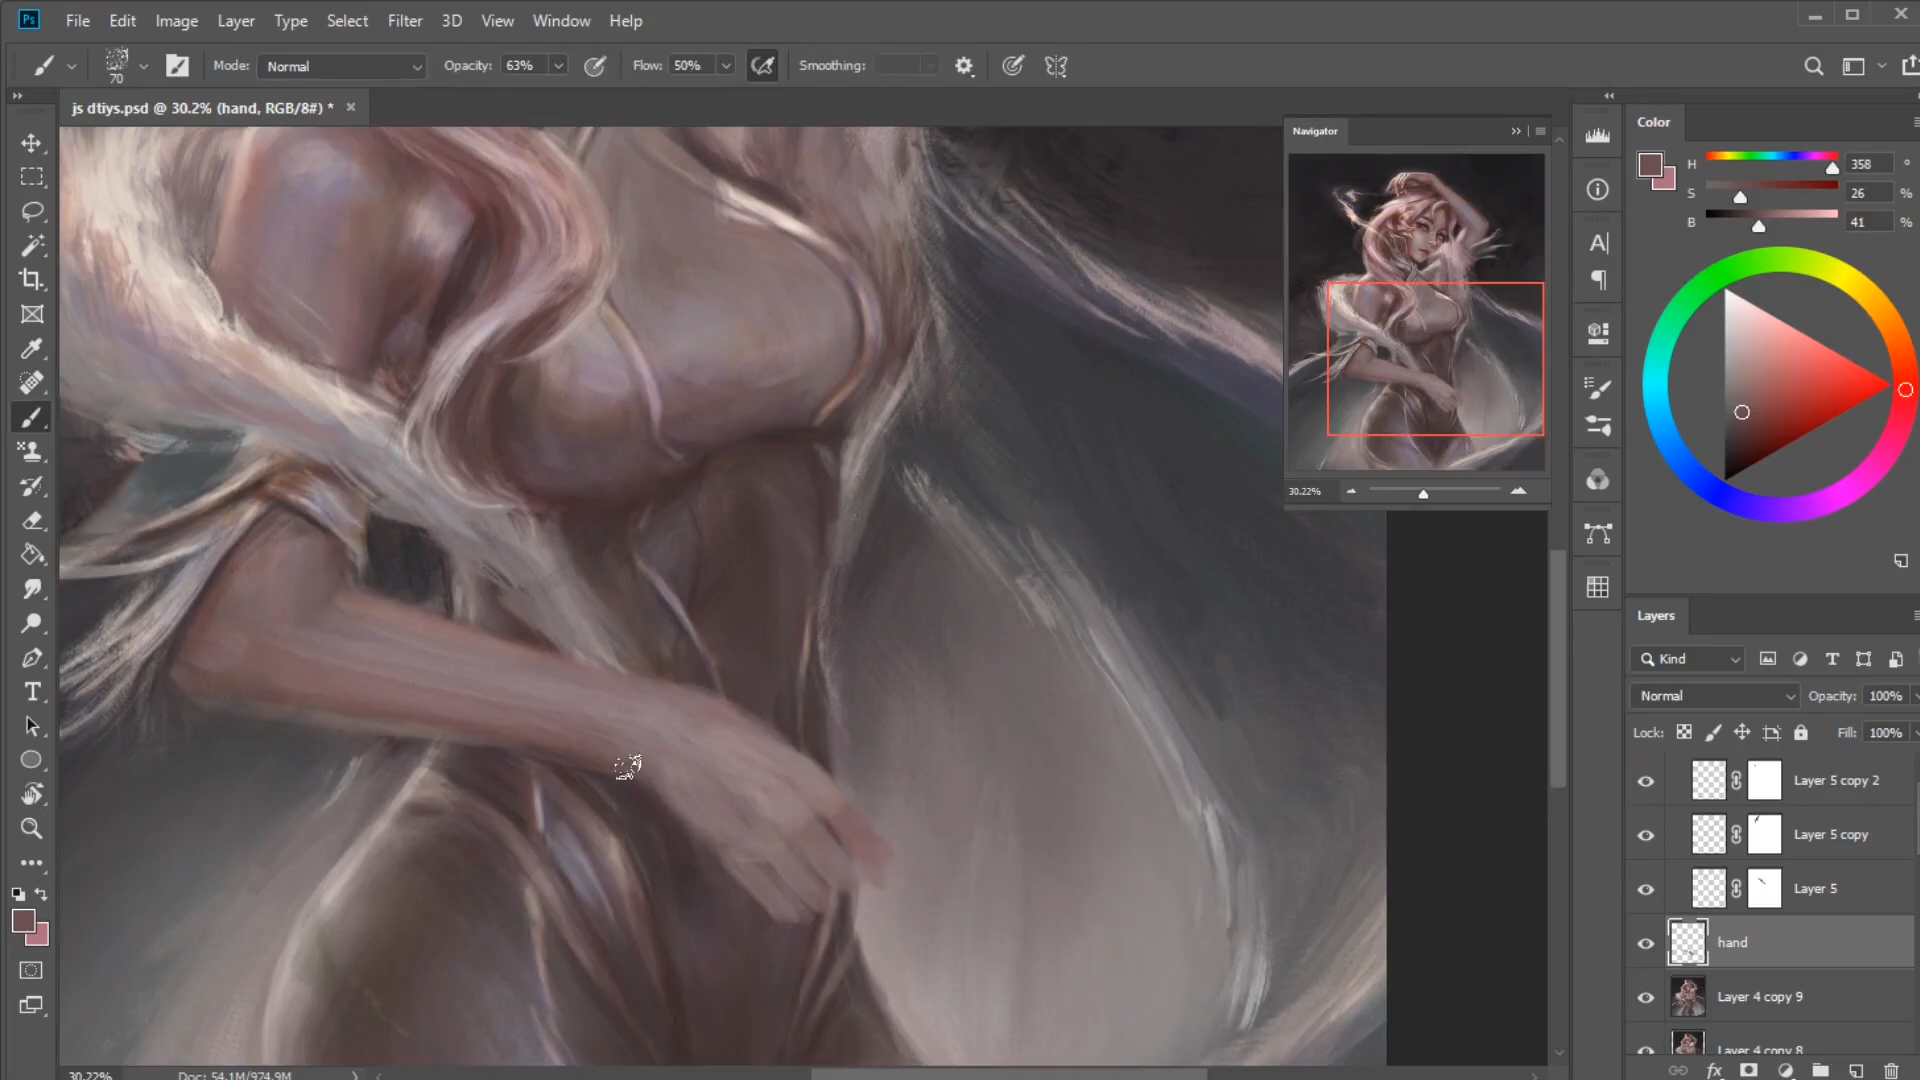 Ps File Edit Image Layer Type Select Filter 3D View Window Help
70 Mode: Normal Opacity: 63% Flow: 50% Smoothing:
js dtiys.psd @ 30.2% (hand, RGB/8#) *
Navigator
30.22%
Color
H 358 °
S 26 %
B 41 %
Layers
Kind
Normal Opacity: 100%
Lock: Fill: 100%
Layer 5 copy 2
Layer 5 copy
Layer 5
hand
Layer 4 copy 9
Layer 4 copy 8
fx
30.22% Doc: 54.1M/974.9M